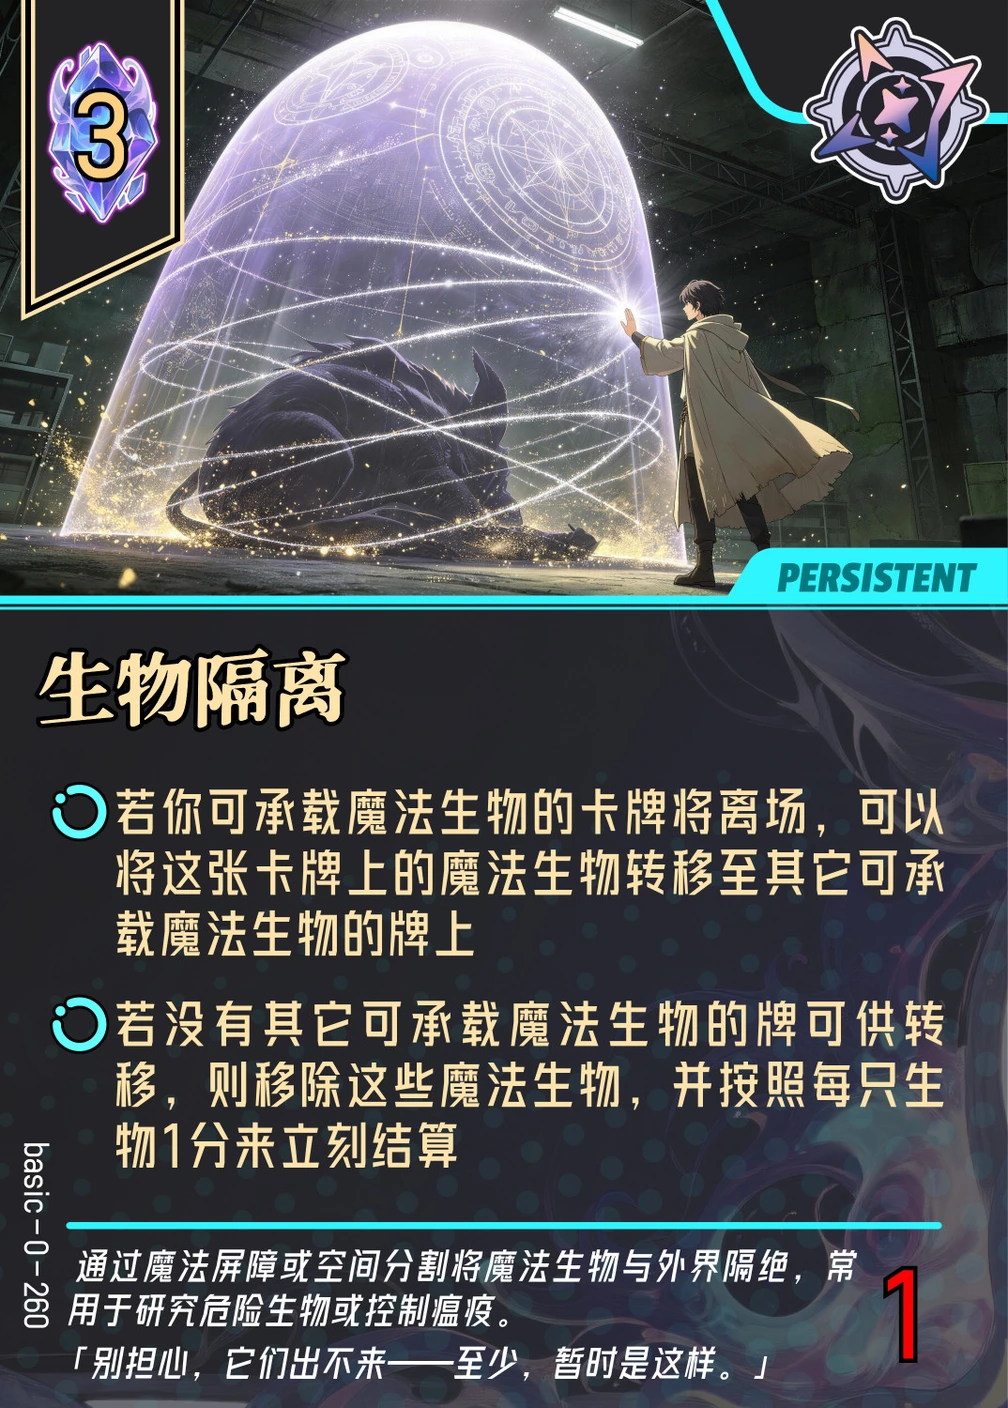 3
PERSISTENT
生物隔离
若你可承载魔法生物的卡牌将离场，可以
将这张卡牌上的魔法生物转移至其它可承
载魔法生物的牌上
若没有其它可承载魔法生物的牌可供转
移，则移除这些魔法生物，并按照每只生
物1分来立刻结算
basic-0-260
通过魔法屏障或空间分割将魔法生物与外界隔绝，常
用于研究危险生物或控制瘟疫。
「别担心，它们出不来——至少，暂时是这样。」
1